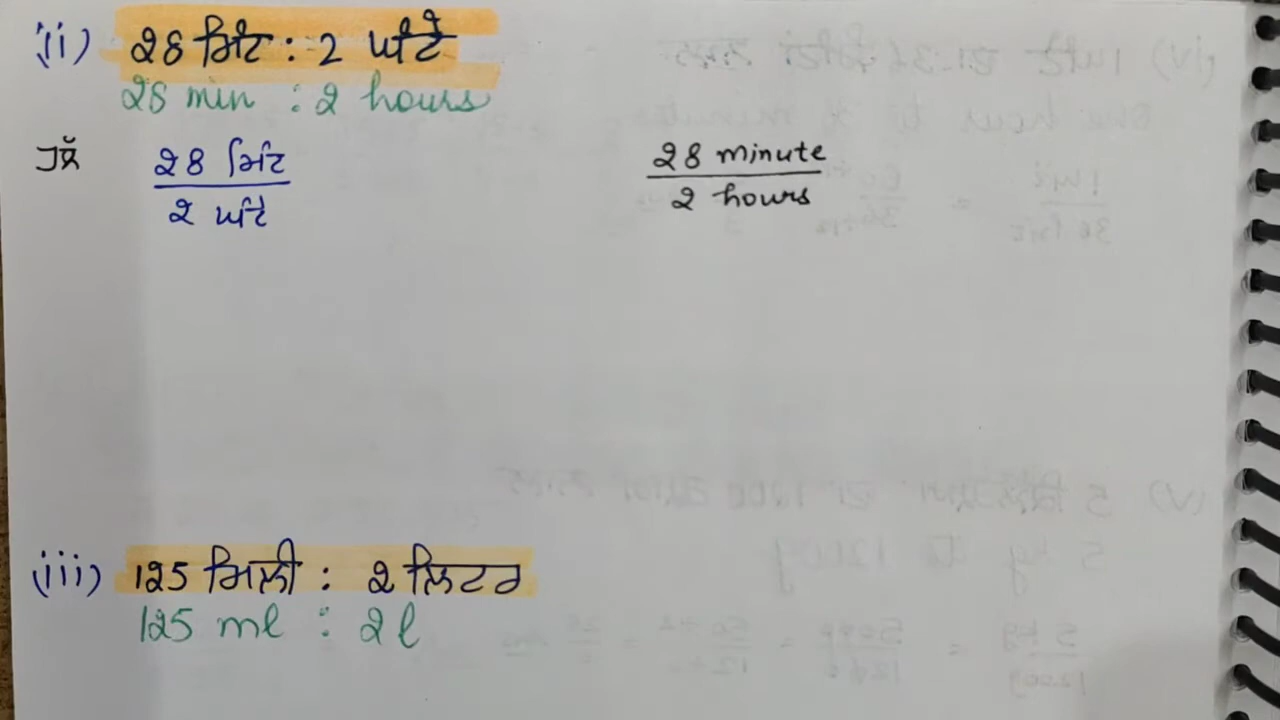 (ii) 28 ਮਿੰਟ : 2 ਘੰਟੇ
28 min : 2 hours
ਜਾਂ 28 ਮਿੰਟ
2 ਘੰਟੇ
28 minute
2 hours
(iii) 125 ਮਿਲੀ : 2 ਲਿਟਰ
125 ml : 2 l